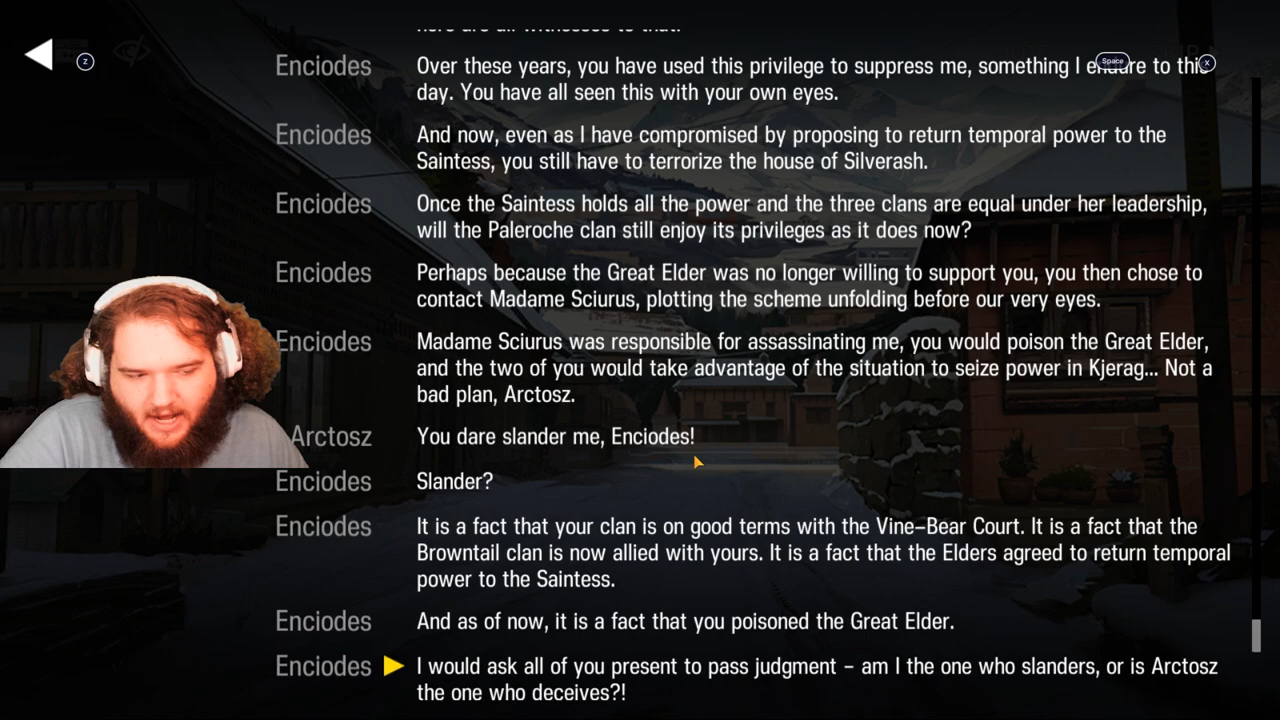 here are all witnesses to that!
Z
Space
X
Enciodes
Over these years, you have used this privilege to suppress me, something I endure to this
day. You have all seen this with your own eyes.
Enciodes
And now, even as I have compromised by proposing to return temporal power to the
Saintess, you still have to terrorize the house of Silverash.
Enciodes
Once the Saintess holds all the power and the three clans are equal under her leadership,
will the Paleroche clan still enjoy its privileges as it does now?
Enciodes
Perhaps because the Great Elder was no longer willing to support you, you then chose to
contact Madame Sciurus, plotting the scheme unfolding before our very eyes.
Enciodes
Madame Sciurus was responsible for assassinating me, you would poison the Great Elder,
and the two of you would take advantage of the situation to seize power in Kjerag... Not a
bad plan, Arctosz.
Arctosz
You dare slander me, Enciodes!
Enciodes
Slander?
Enciodes
It is a fact that your clan is on good terms with the Vine-Bear Court. It is a fact that the
Browntail clan is now allied with yours. It is a fact that the Elders agreed to return temporal
power to the Saintess.
Enciodes
And as of now, it is a fact that you poisoned the Great Elder.
Enciodes
I would ask all of you present to pass judgment – am I the one who slanders, or is Arctosz
the one who deceives?!